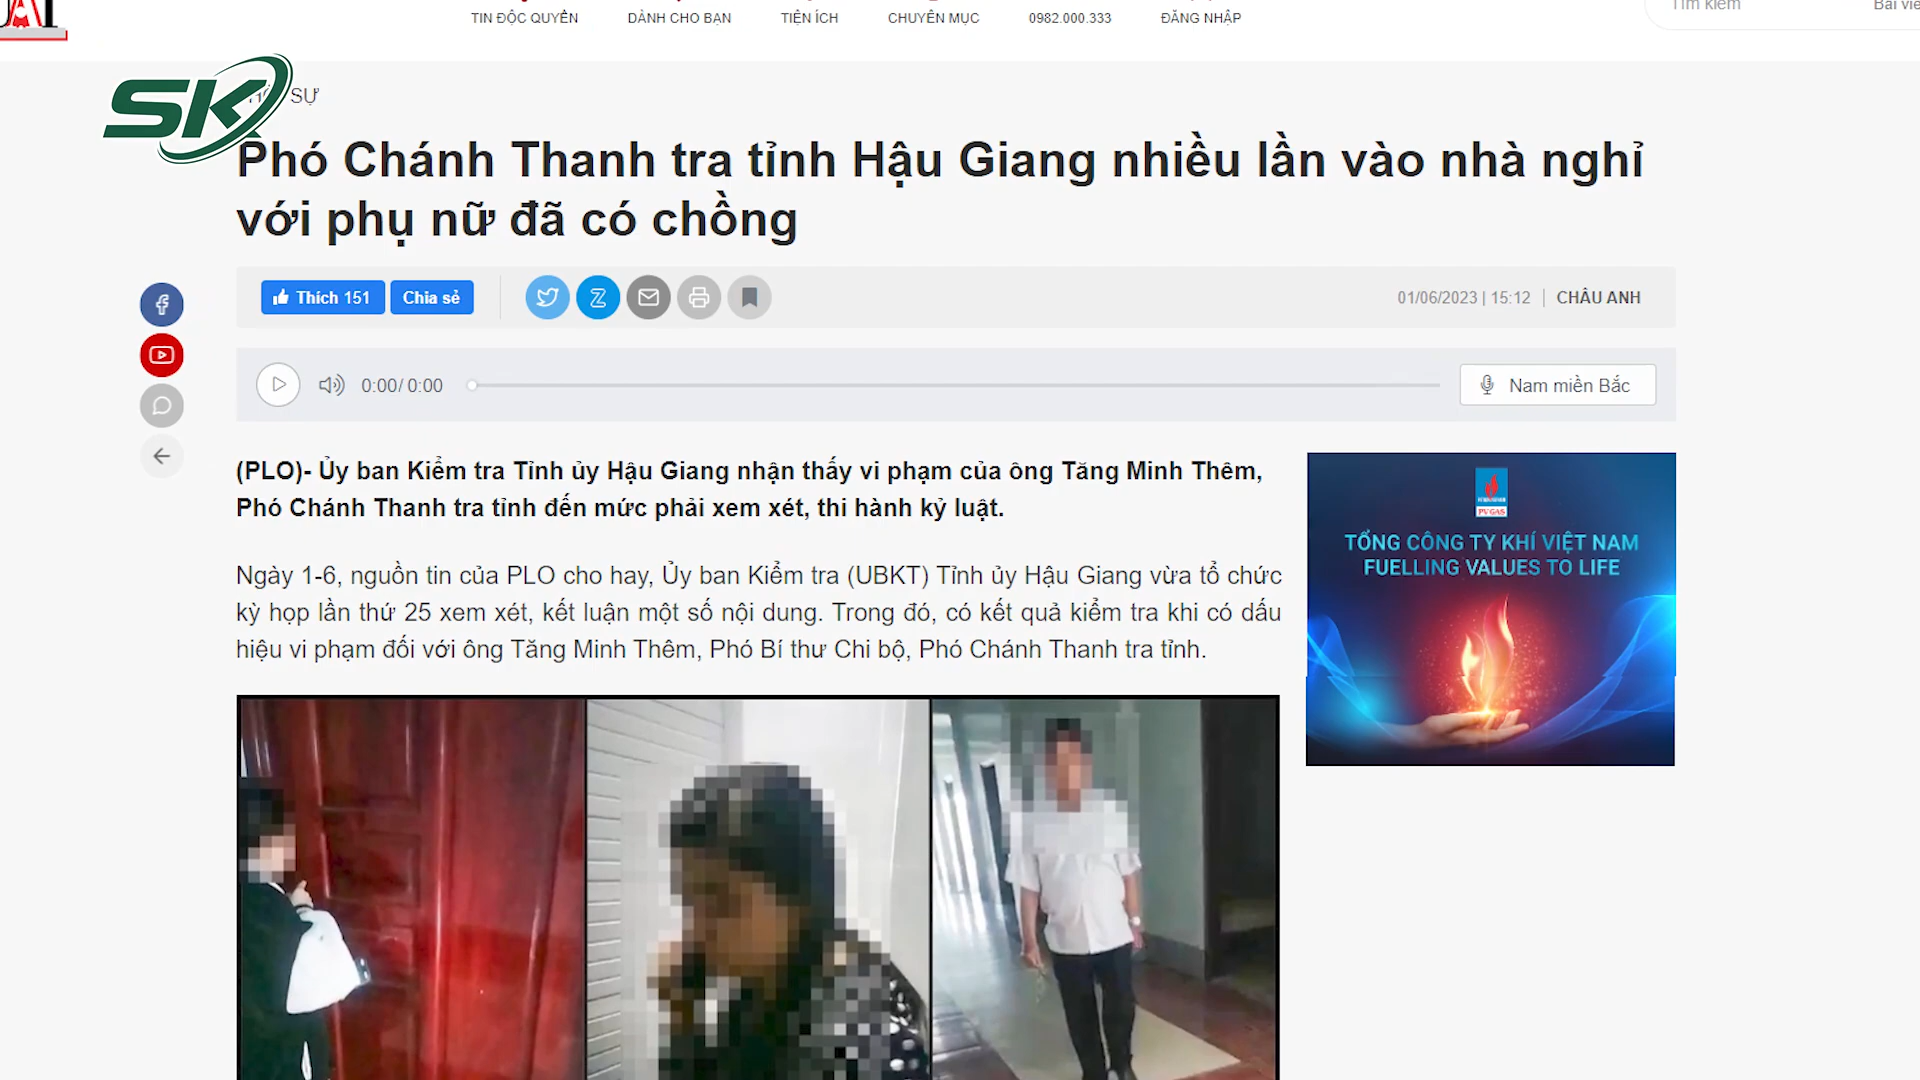 TIN ĐỘC QUYỀN
DÀNH CHO BẠN
TIỆN ÍCH
CHUYÊN MỤC
0982.000.333
ĐĂNG NHẬP
Tìm kiếm
SK
SỰ
Phó Chánh Thanh tra tỉnh Hậu Giang nhiều lần vào nhà nghỉ
với phụ nữ đã có chồng
Thích 151
Chia sẻ
01/06/2023 | 15:12
CHÂU ANH
0:00/ 0:00
Nam miền Bắc
(PLO)- Ủy ban Kiểm tra Tỉnh ủy Hậu Giang nhận thấy vi phạm của ông Tăng Minh Thêm,
Phó Chánh Thanh tra tỉnh đến mức phải xem xét, thi hành kỷ luật.
Ngày 1-6, nguồn tin của PLO cho hay, Ủy ban Kiểm tra (UBKT) Tỉnh ủy Hậu Giang vừa tổ chức
kỳ họp lần thứ 25 xem xét, kết luận một số nội dung. Trong đó, có kết quả kiểm tra khi có dấu
hiệu vi phạm đối với ông Tăng Minh Thêm, Phó Bí thư Chi bộ, Phó Chánh Thanh tra tỉnh.
PV GAS
TỔNG CÔNG TY KHÍ VIỆT NAM
FUELLING VALUES TO LIFE